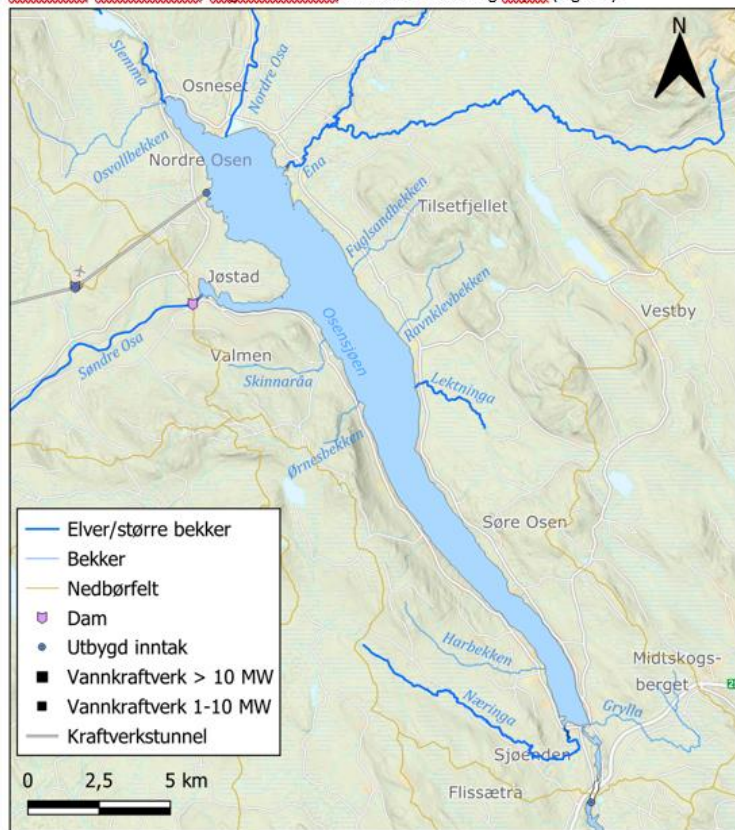 N
Slemma
Osneset
Nordre Osa
Osvollbekken
Nordre Osen
Ena
Fuglsandbekken
Tilsetfjellet
Jøstad
Ravnklevbekken
Vestby
Osensjøen
Søndre Osa
Valmen
Skinnaråa
Lektninga
Ørnesbekken
Søre Osen
Elver/større bekker
Bekker
Nedbørfelt
Dam
Utbygd inntak
Vannkraftverk > 10 MW
Vannkraftverk 1-10 MW
Kraftverkstunnel
0 2,5 5 km
Harbekken
Midtskogs-
berget
2
Næringa
Grylla
Sjøenden
Flissætra